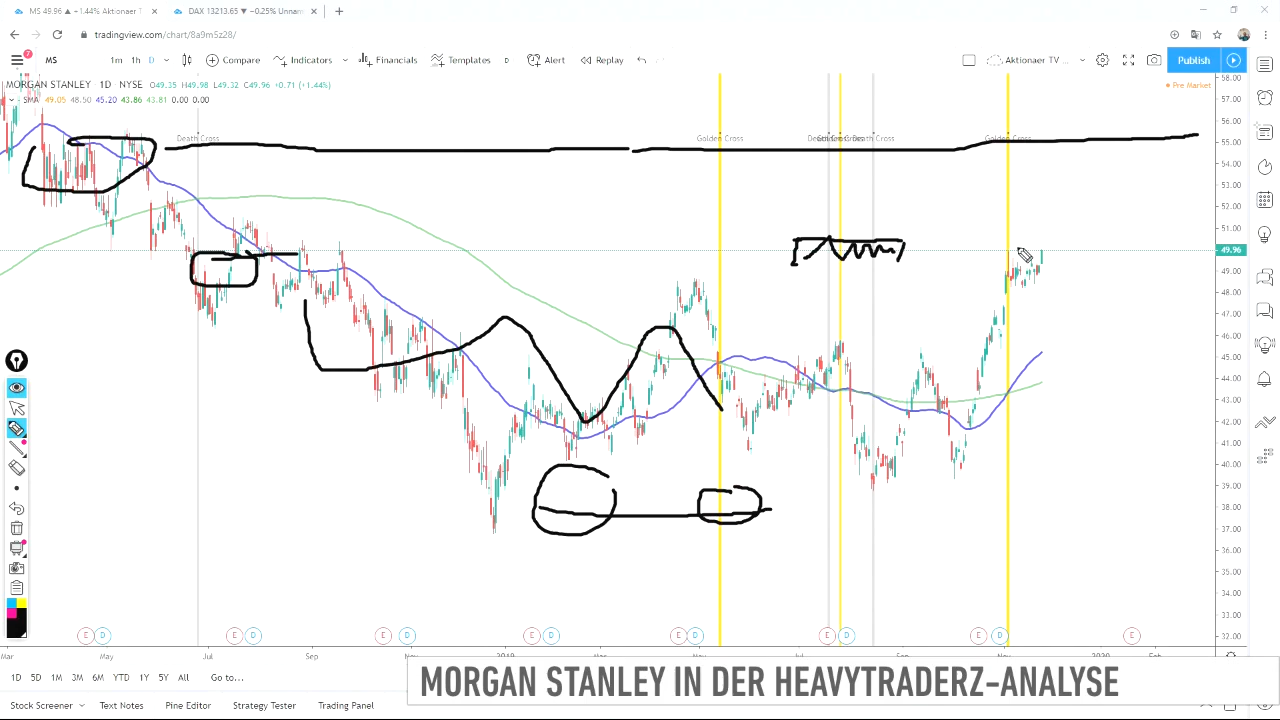 MS 49.96 ▲ +1.44% Aktionaer T
DAX 13213.65 ▼ −0.25% Unnam
tradingview.com/chart/8a9m5z28/
7
MS
1m 1h D
Compare
Indicators
Financials
Templates
Alert
Replay
Aktionaer TV ...
Publish
MORGAN STANLEY · 1D · NYSE O49.35 H49.98 L49.32 C49.96 +0.71 (+1.44%)
SMA 49.05 48.50 45.20 43.86 43.81 0.00 0.00
Pre Market
Death Cross
Golden Cross
Death Cross
Golden Cross
58.00
57.00
56.00
55.00
54.00
53.00
52.00
51.00
50.00
49.96
49.00
48.00
47.00
46.00
45.00
44.00
43.00
42.00
41.00
40.00
39.00
38.00
37.00
36.00
35.00
34.00
33.00
32.00
E D E D E D E D E D E D E D E
Mar May Jul Sep Nov 2019 Mar May Jul Sep Nov 2020 Feb
1D 5D 1M 3M 6M YTD 1Y 5Y All Go to...
MORGAN STANLEY IN DER HEAVYTRADERZ-ANALYSE
Stock Screener Text Notes Pine Editor Strategy Tester Trading Panel